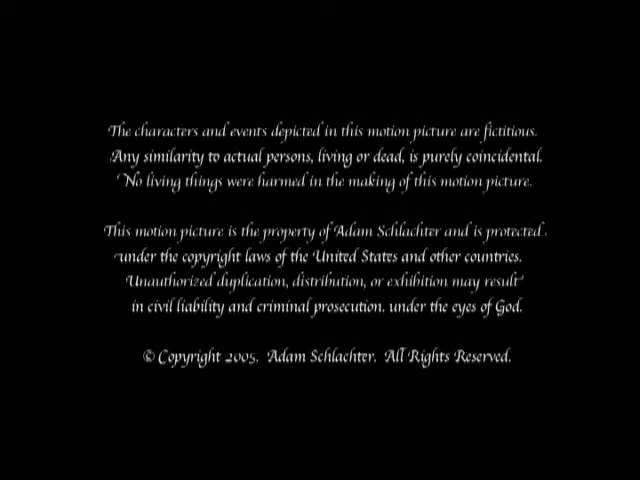 The characters and events depicted in this motion picture are fictitious.
Any similarity to actual persons, living or dead, is purely coincidental.
No living things were harmed in the making of this motion picture.
This motion picture is the property of Adam Schlachter and is protected
under the copyright laws of the United States and other countries.
Unauthorized duplication, distribution, or exhibition may result
in civil liability and criminal prosecution. under the eyes of God.
© Copyright 2005. Adam Schlachter. All Rights Reserved.